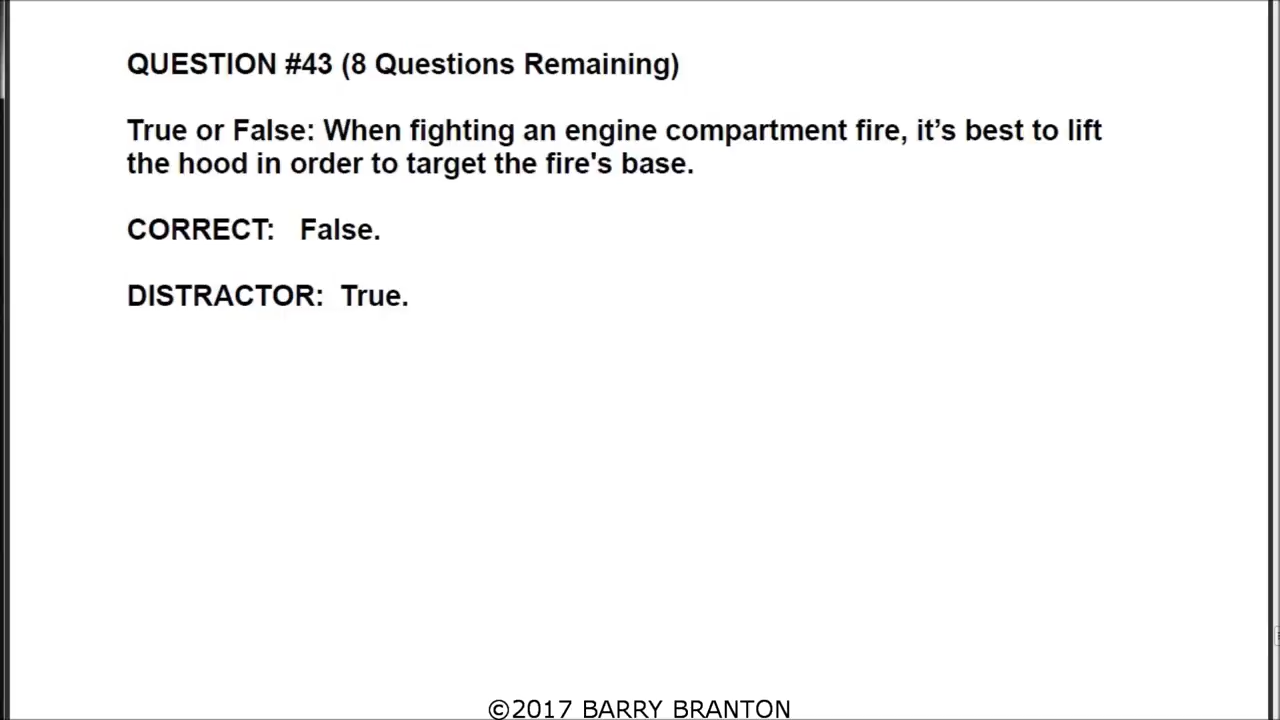 QUESTION #43 (8 Questions Remaining)
True or False: When fighting an engine compartment fire, it’s best to lift
the hood in order to target the fire's base.
CORRECT:   False.
DISTRACTOR:  True.
©2017 BARRY BRANTON